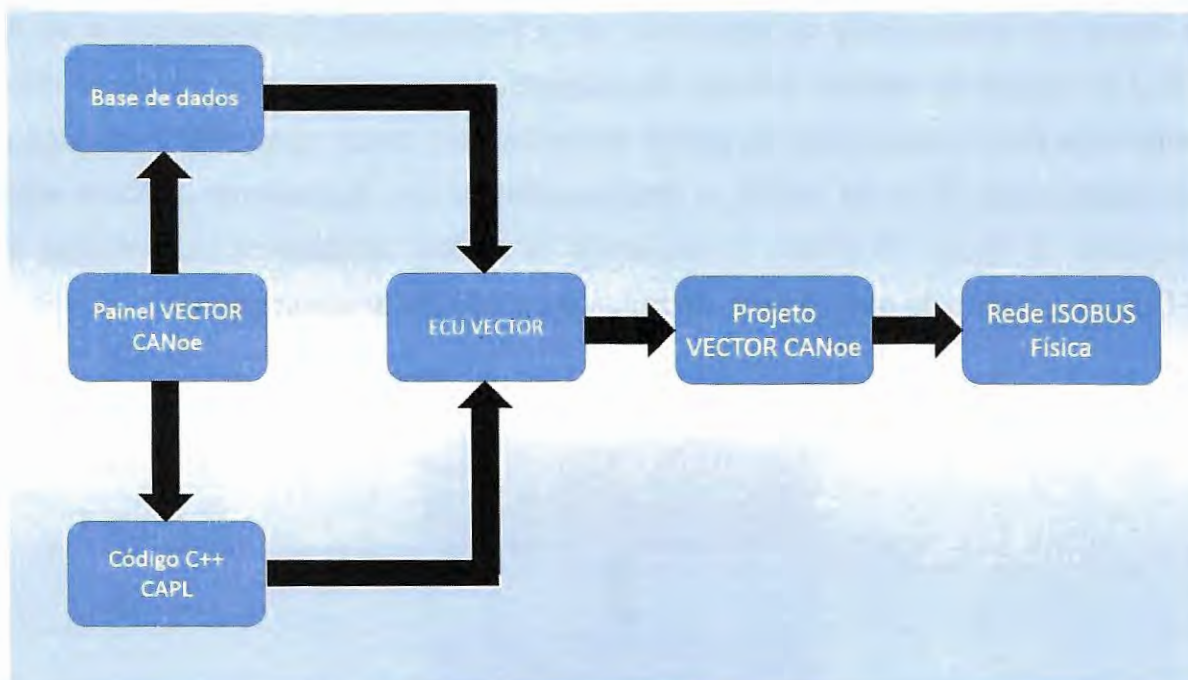 Base de dados
Painel VECTOR
CANoe
ECU VECTOR
Projeto
VECTOR CANoe
Rede ISOBUS
Física
Código C++
CAPL